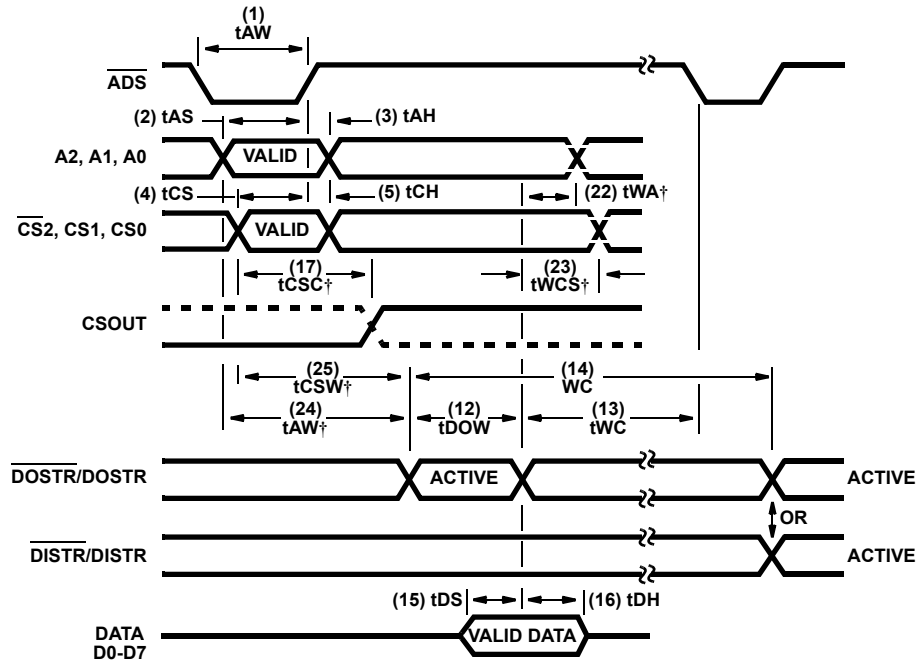 (1)
tAW
ADS
(2) tAS
(3) tAH
A2, A1, A0
VALID
(4) tCS
(5) tCH
(22) tWA†
CS2, CS1, CS0
VALID
(17)
tCSC†
(23)
tWCS†
CSOUT
(25)
tCSW†
(14)
WC
(24)
tAW†
(12)
tDOW
(13)
tWC
DOSTR/DOSTR
ACTIVE
ACTIVE
OR
DISTR/DISTR
ACTIVE
(15) tDS
(16) tDH
DATA
D0-D7
VALID DATA